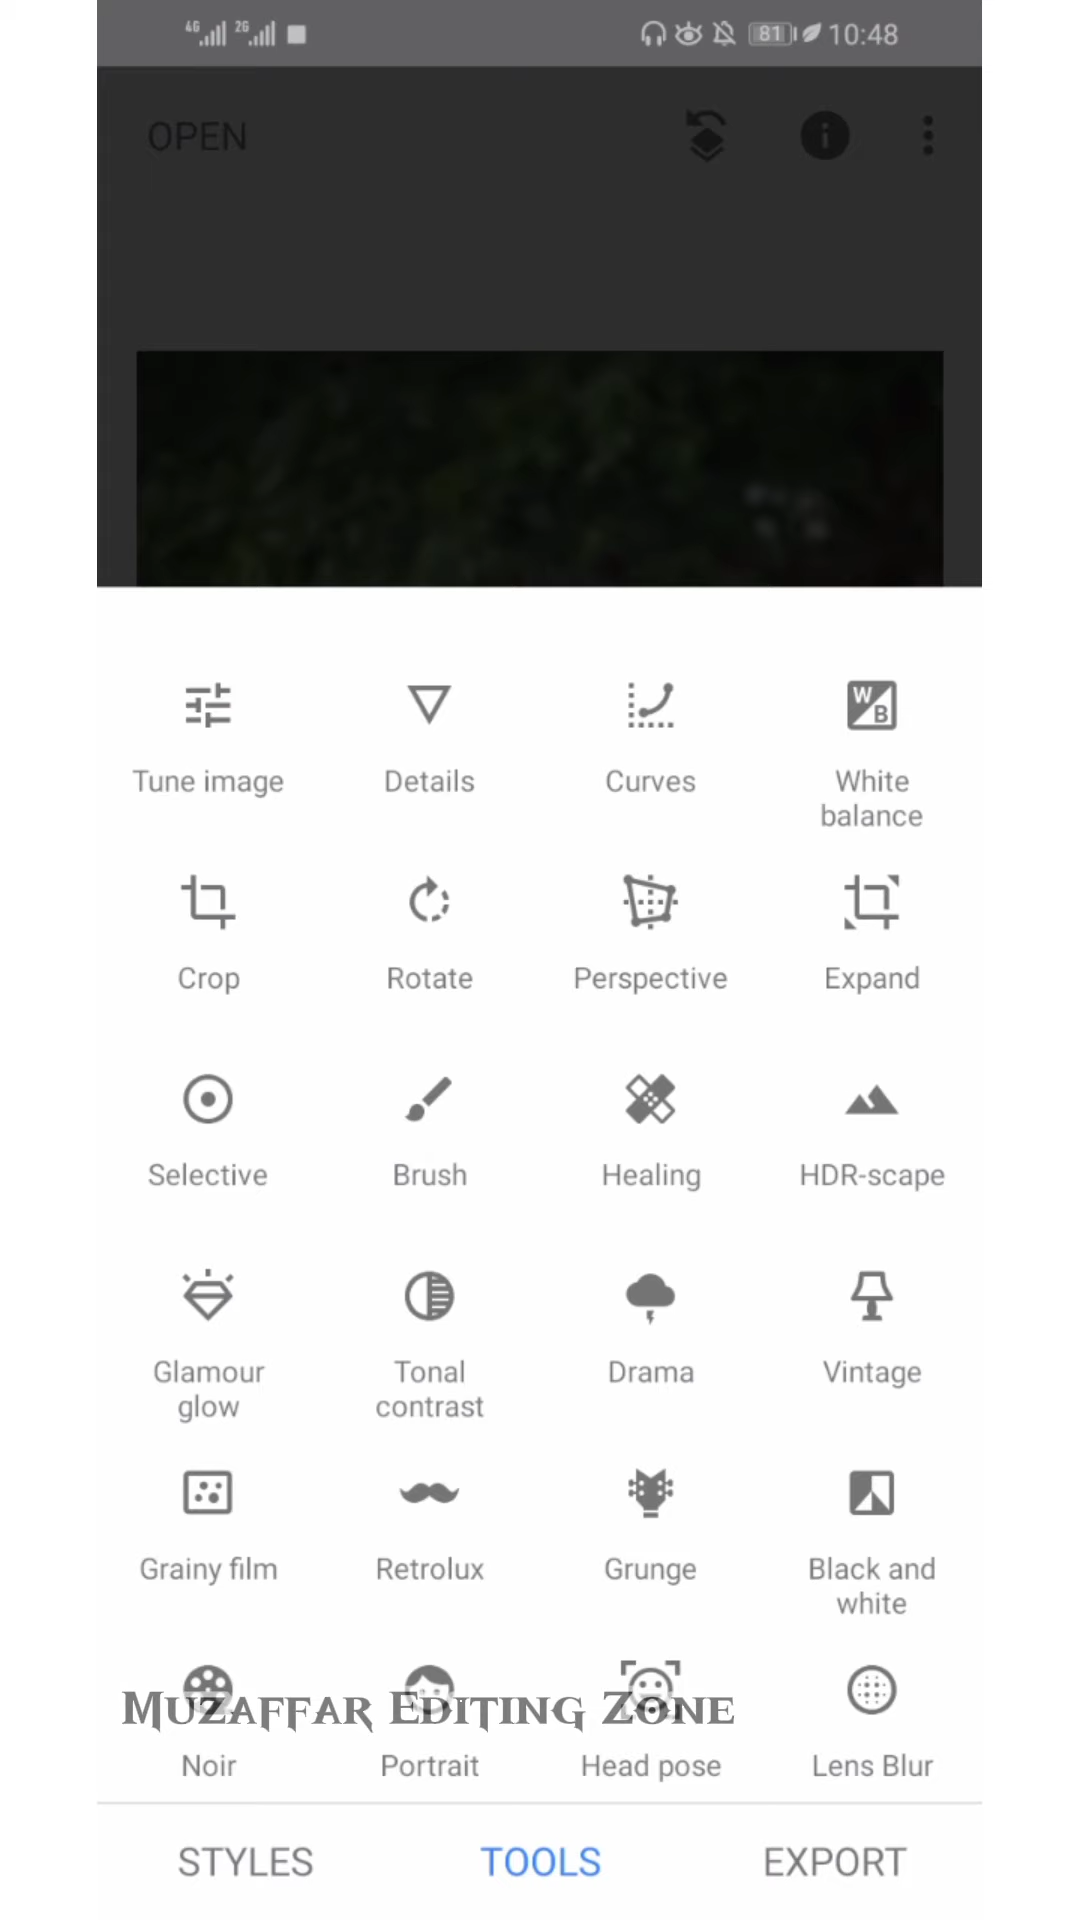 4G 2G 81 10:48
OPEN
Tune image Details Curves White balance
Crop Rotate Perspective Expand
Selective Brush Healing HDR-scape
Glamour glow Tonal contrast Drama Vintage
Grainy film Retrolux Grunge Black and white
MUZAFFAR EDITING ZONE
Noir Portrait Head pose Lens Blur
STYLES TOOLS EXPORT